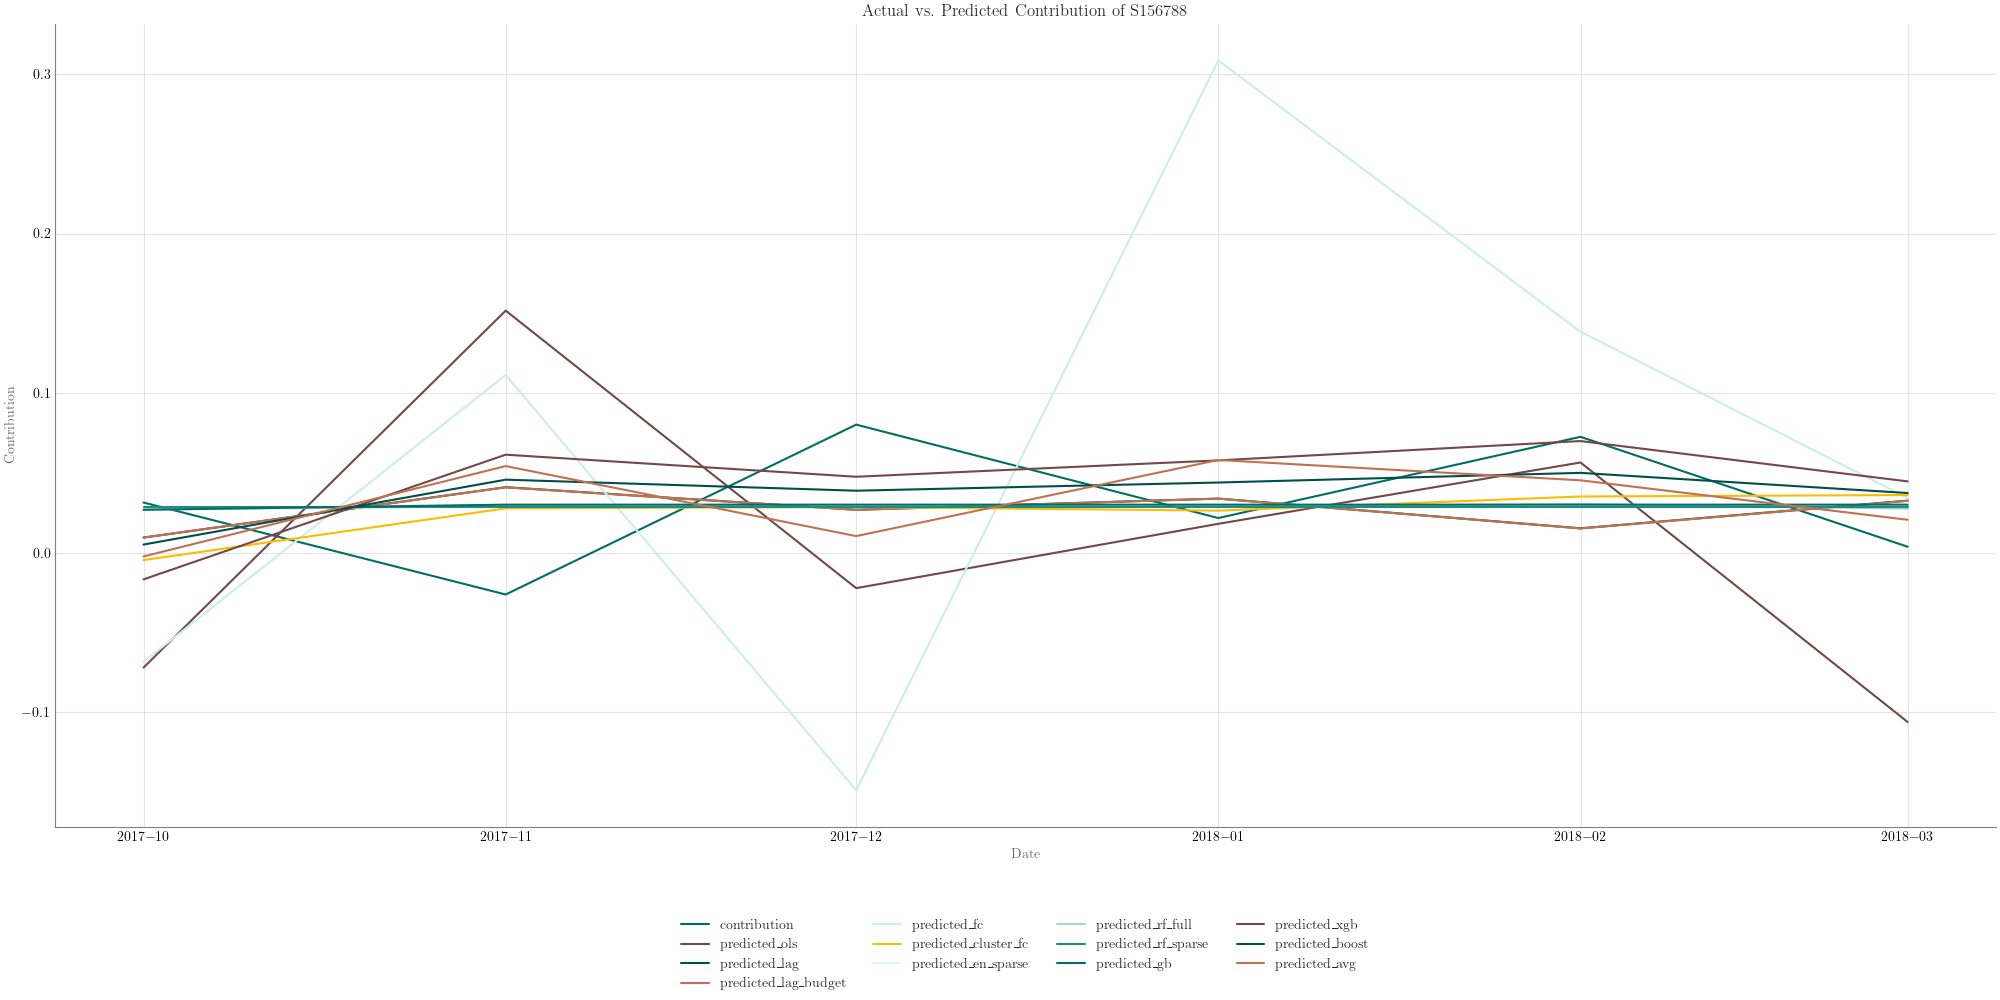 Actual vs. Predicted Contribution of S156788
Contribution
0.3
0.2
0.1
0.0
−0.1
2017−10 2017−11 2017−12 2018−01 2018−02 2018−03
Date
contribution predicted_fc predicted_rf_full predicted_xgb
predicted_ols predicted_cluster_fc predicted_rf_sparse predicted_boost
predicted_lag predicted_en_sparse predicted_gb predicted_avg
predicted_lag_budget